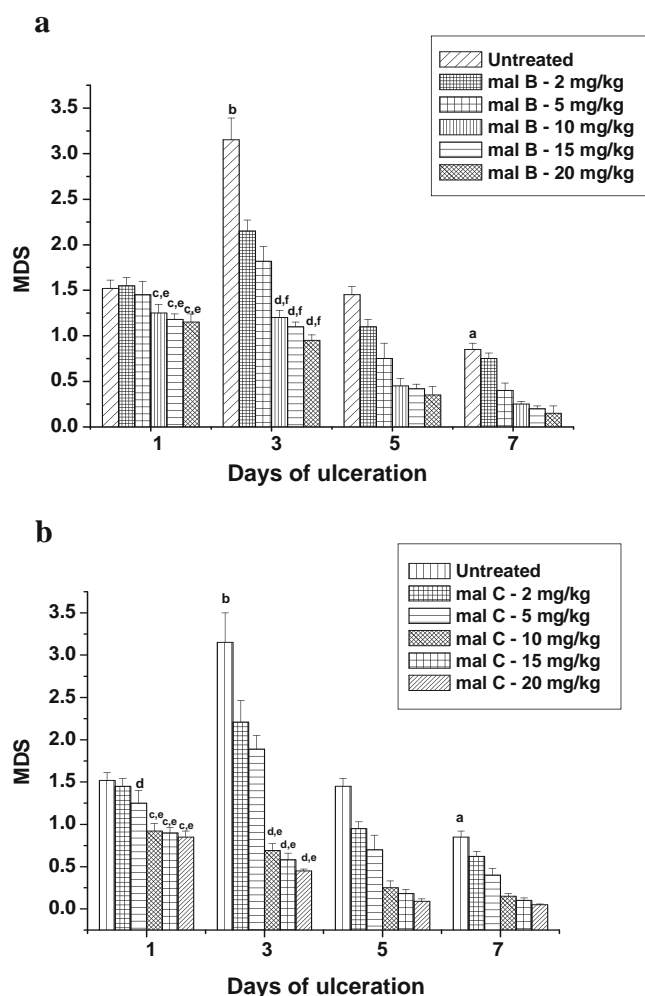 a
Untreated
mal B - 2 mg/kg
mal B - 5 mg/kg
mal B - 10 mg/kg
mal B - 15 mg/kg
mal B - 20 mg/kg
MDS
3.5
3.0
2.5
2.0
1.5
1.0
0.5
0.0
b
c,e
c,e
c,e
d,f
d,f
d,f
a
1
3
5
7
Days of ulceration
b
Untreated
mal C - 2 mg/kg
mal C - 5 mg/kg
mal C - 10 mg/kg
mal C - 15 mg/kg
mal C - 20 mg/kg
MDS
3.5
3.0
2.5
2.0
1.5
1.0
0.5
0.0
b
d
c,e
c,e
c,e
d,e
d,e
d,e
a
1
3
5
7
Days of ulceration